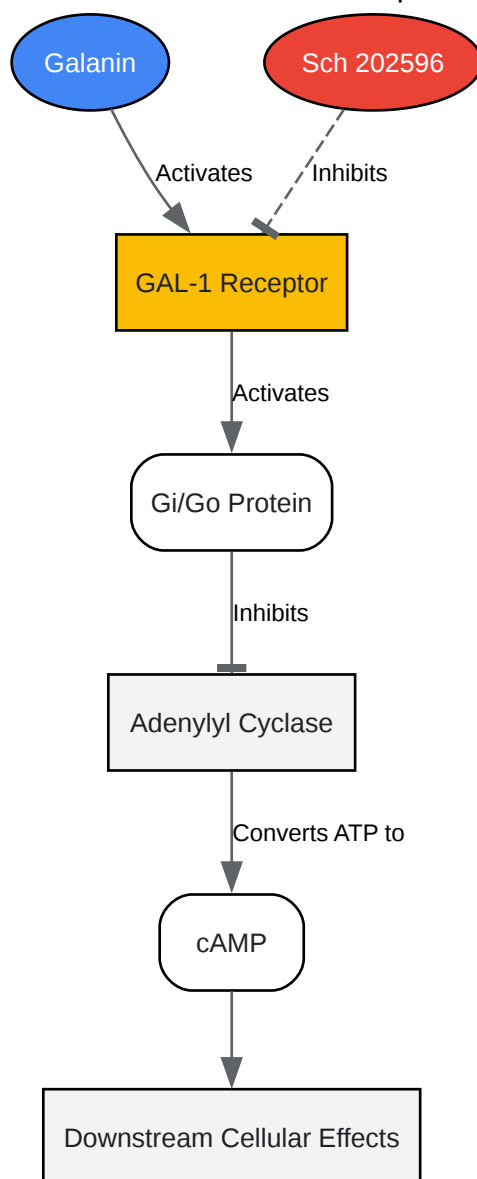 Galanin
Sch 202596
Activates
Inhibits
GAL-1 Receptor
Activates
Gi/Go Protein
Inhibits
Adenylyl Cyclase
Converts ATP to
cAMP
Downstream Cellular Effects